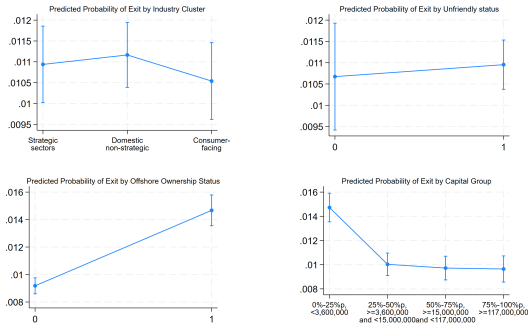 Predicted Probability of Exit by Industry Cluster
.012
.0115
.011
.0105
.01
.0095
Strategic
sectors
Domestic
non-strategic
Consumer-
facing
Predicted Probability of Exit by Unfriendly status
.012
.0115
.011
.0105
.01
.0095
0
1
Predicted Probability of Exit by Offshore Ownership Status
.016
.014
.012
.01
.008
0
1
Predicted Probability of Exit by Capital Group
.016
.014
.012
.01
.008
0%-25%p,
<3,600,000
25%-50%p,
>=3,600,000
and <15,000,000
50%-75%p,
>=15,000,000
and <117,000,000
75%-100%p,
>=117,000,000